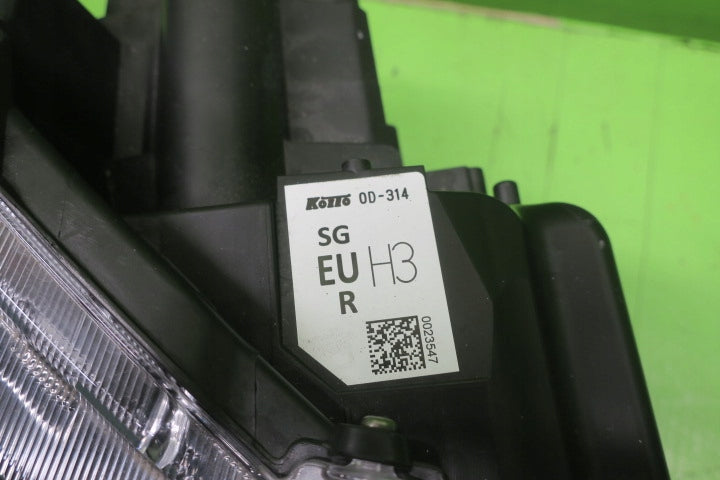 KOITO OD-314
SG
EU H3
R
0023547